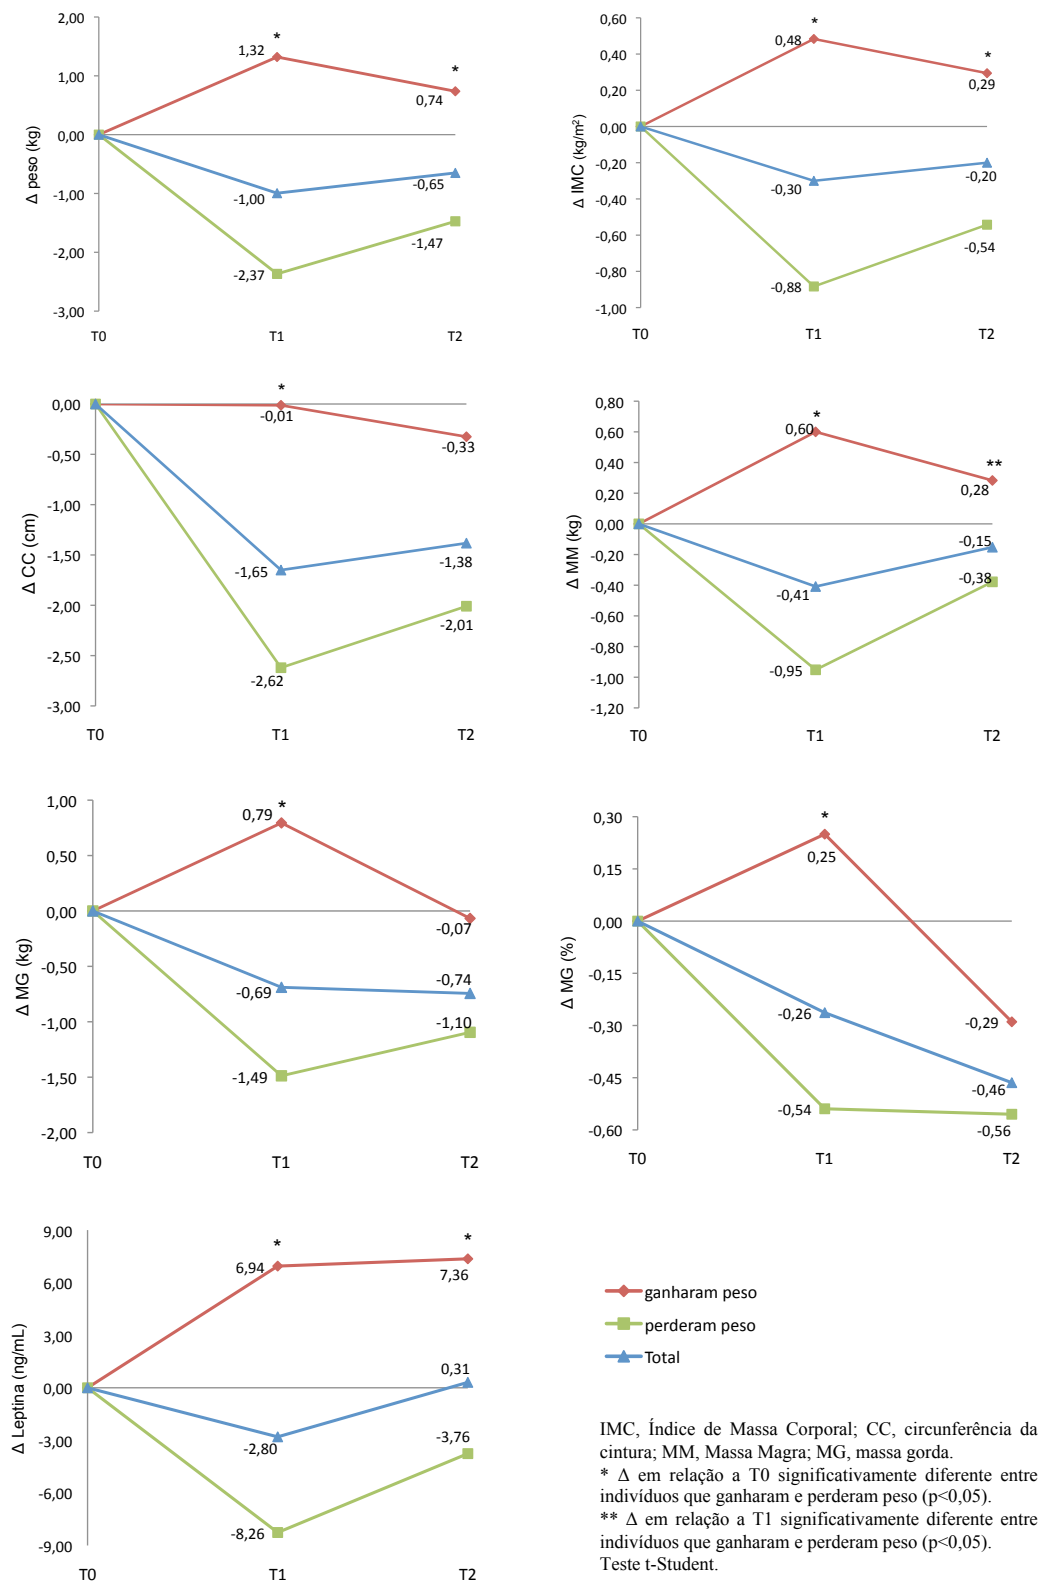 2,00
1,00
0,00
-1,00
-2,00
-3,00
Δ peso (kg)
1,32
*
0,74
*
-1,00
-0,65
-2,37
-1,47
T0
T1
T2
0,60
0,40
0,20
0,00
-0,20
-0,40
-0,60
-0,80
-1,00
Δ IMC (kg/m²)
0,48
*
0,29
*
-0,30
-0,20
-0,88
-0,54
T0
T1
T2
0,00
-0,50
-1,00
-1,50
-2,00
-2,50
-3,00
Δ CC (cm)
*
-0,01
-0,33
-1,65
-1,38
-2,62
-2,01
T0
T1
T2
0,80
0,60
0,40
0,20
0,00
-0,20
-0,40
-0,60
-0,80
-1,00
-1,20
Δ MM (kg)
0,60
*
0,28
**
-0,41
-0,15
-0,95
-0,38
T0
T1
T2
1,00
0,50
0,00
-0,50
-1,00
-1,50
-2,00
Δ MG (kg)
0,79
*
-0,07
-0,69
-0,74
-1,49
-1,10
T0
T1
T2
0,30
0,15
0,00
-0,15
-0,30
-0,45
-0,60
Δ MG (%)
*
0,25
-0,29
-0,26
-0,46
-0,54
-0,56
T0
T1
T2
9,00
6,00
3,00
0,00
-3,00
-6,00
-9,00
Δ Leptina (ng/mL)
6,94
*
7,36
*
-2,80
0,31
-8,26
-3,76
T0
T1
T2
ganharam peso
perderam peso
Total
IMC, Índice de Massa Corporal; CC, circunferência da
cintura; MM, Massa Magra; MG, massa gorda.
* Δ em relação a T0 significativamente diferente entre
indivíduos que ganharam e perderam peso (p<0,05).
** Δ em relação a T1 significativamente diferente entre
indivíduos que ganharam e perderam peso (p<0,05).
Teste t-Student.